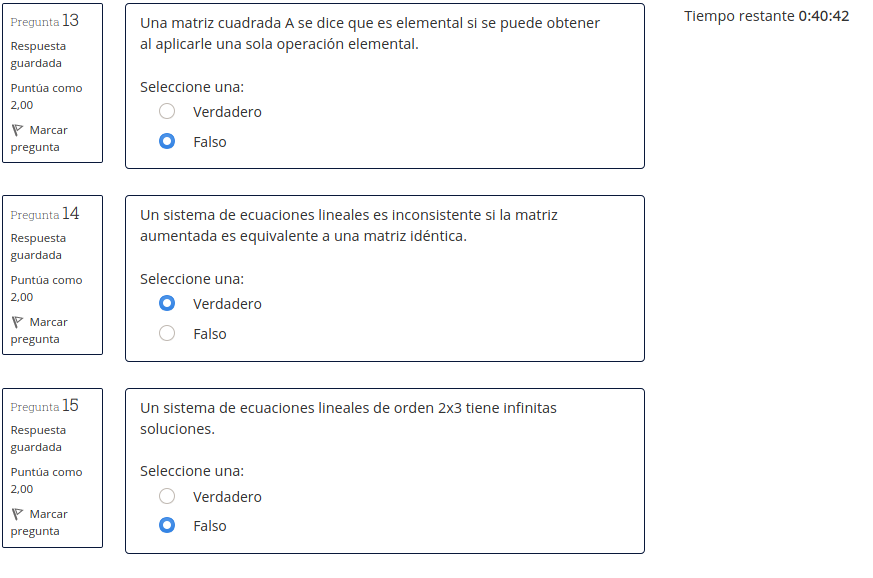 Pregunta 13
Respuesta
guardada
Puntúa como
2,00
Marcar
pregunta
Una matriz cuadrada A se dice que es elemental si se puede obtener
al aplicarle una sola operación elemental.
Seleccione una:
Verdadero
Falso
Tiempo restante 0:40:42
Pregunta 14
Respuesta
guardada
Puntúa como
2,00
Marcar
pregunta
Un sistema de ecuaciones lineales es inconsistente si la matriz
aumentada es equivalente a una matriz idéntica.
Seleccione una:
Verdadero
Falso
Pregunta 15
Respuesta
guardada
Puntúa como
2,00
Marcar
pregunta
Un sistema de ecuaciones lineales de orden 2x3 tiene infinitas
soluciones.
Seleccione una:
Verdadero
Falso